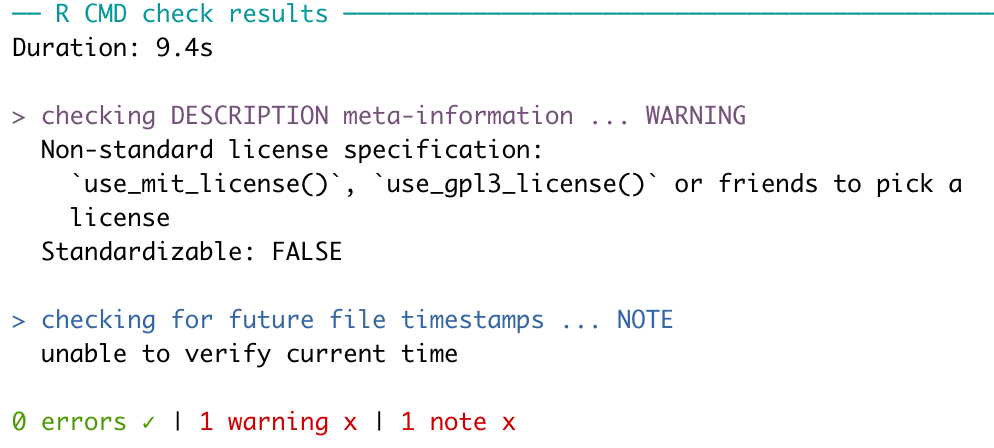 ── R CMD check results ──────────────────────────────────────────────
Duration: 9.4s
> checking DESCRIPTION meta-information ... WARNING
Non-standard license specification:
`use_mit_license()`, `use_gpl3_license()` or friends to pick a
license
Standardizable: FALSE
> checking for future file timestamps ... NOTE
unable to verify current time
0 errors ✓ | 1 warning x | 1 note x